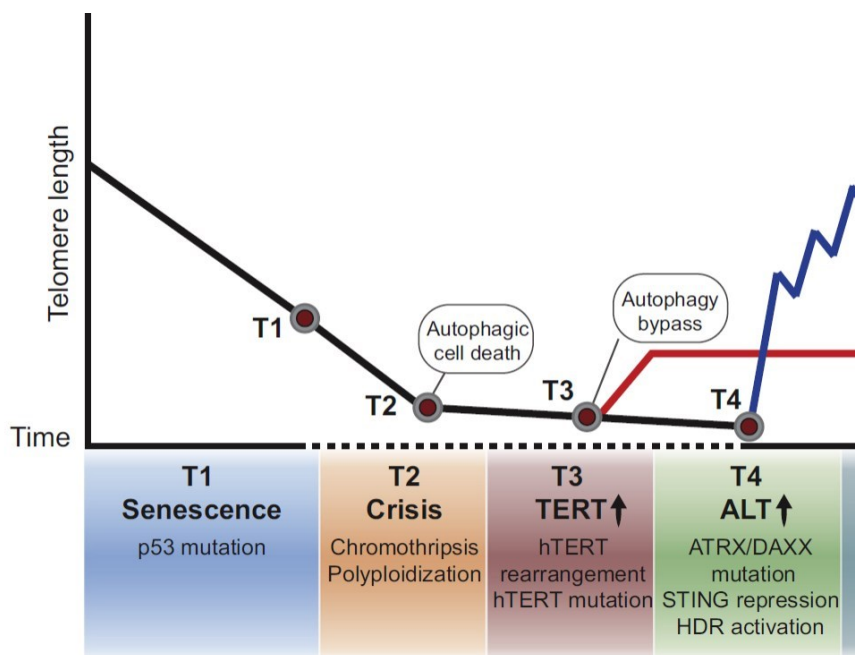 Telomere length
Time
T1
T2
T3
T4
Autophagic
cell death
Autophagy
bypass
T1
Senescence
p53 mutation
T2
Crisis
Chromothripsis
Polyploidization
T3
TERT
hTERT
rearrangement
hTERT mutation
T4
ALT
ATRX/DAXX
mutation
STING repression
HDR activation